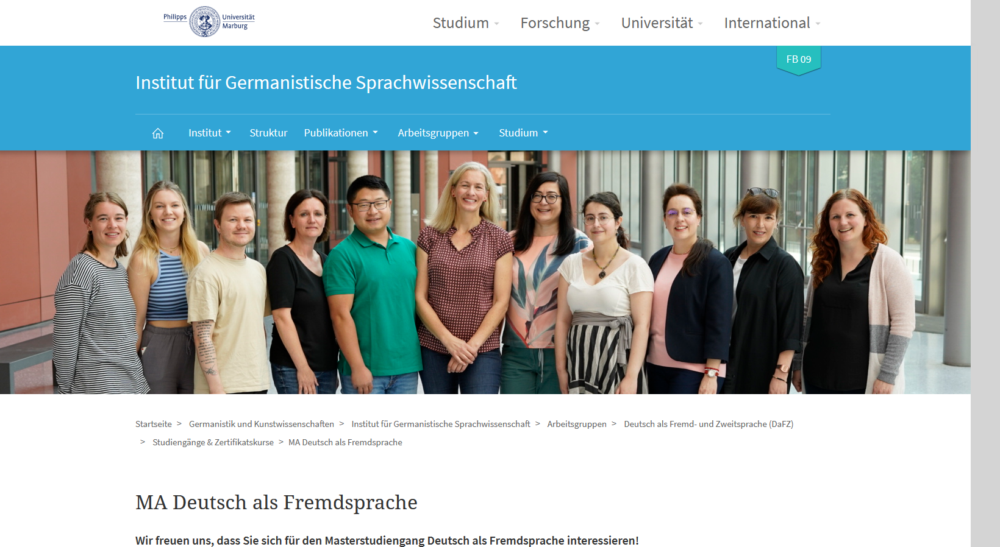 Philipps Universität
Marburg
Studium Forschung Universität International
FB 09
Institut für Germanistische Sprachwissenschaft
Institut Struktur Publikationen Arbeitsgruppen Studium
Startseite > Germanistik und Kunstwissenschaften > Institut für Germanistische Sprachwissenschaft > Arbeitsgruppen > Deutsch als Fremd- und Zweitsprache (DaFZ)
> Studiengänge & Zertifikatskurse > MA Deutsch als Fremdsprache
MA Deutsch als Fremdsprache
Wir freuen uns, dass Sie sich für den Masterstudiengang Deutsch als Fremdsprache interessieren!